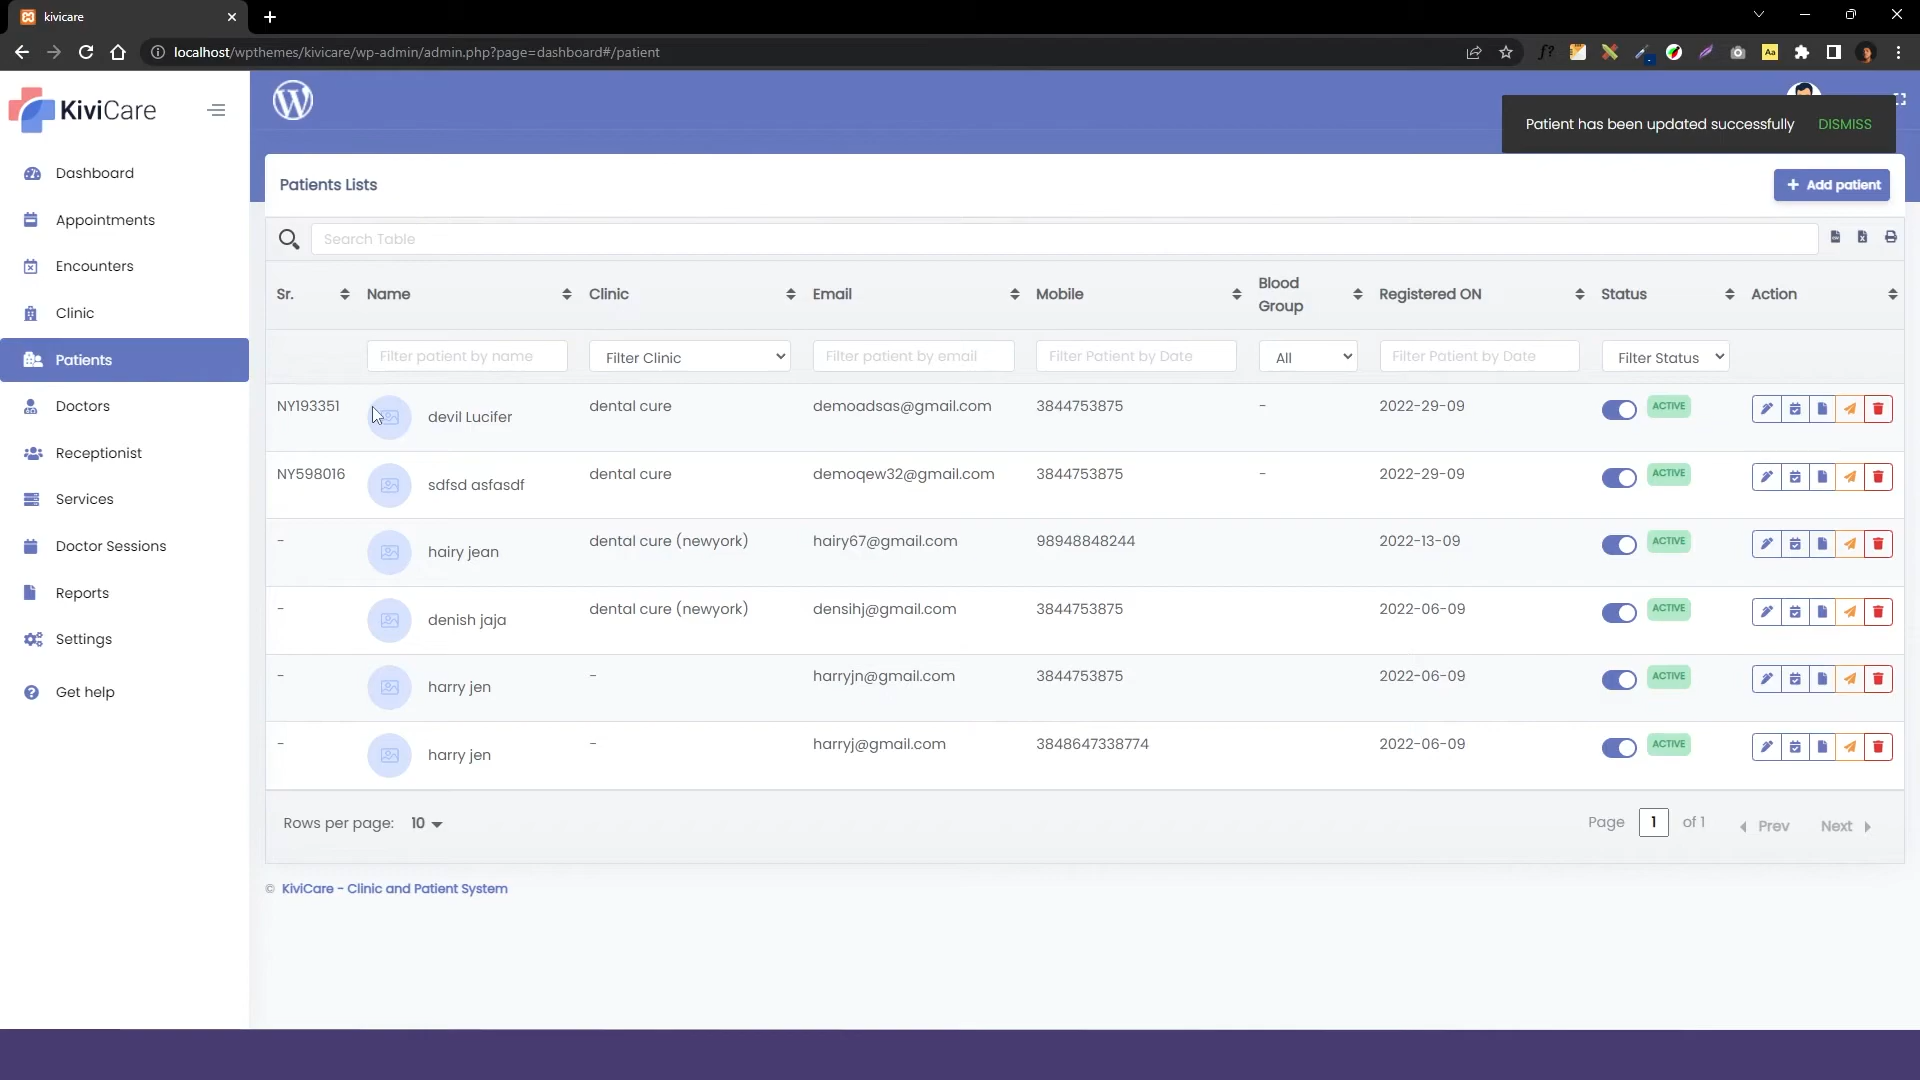 kivicare
localhost/wpthemes/kivicare/wp-admin/admin.php?page=dashboard#/patient
KiviCare
Patient has been updated successfully DISMISS
Dashboard
Appointments
Encounters
Clinic
Patients
Doctors
Receptionist
Services
Doctor Sessions
Reports
Settings
Get help
Patients Lists
+ Add patient
Search Table
Sr. Name Clinic Email Mobile Blood Group Registered ON Status Action
Filter patient by name Filter Clinic Filter patient by email Filter Patient by Date All Filter Patient by Date Filter Status
NY193351 devil Lucifer dental cure demoadsas@gmail.com 3844753875 - 2022-29-09 ACTIVE
NY598016 sdfsd asfasdf dental cure demoqew32@gmail.com 3844753875 - 2022-29-09 ACTIVE
- hairy jean dental cure (newyork) hairy67@gmail.com 98948848244 2022-13-09 ACTIVE
- denish jaja dental cure (newyork) densihj@gmail.com 3844753875 2022-06-09 ACTIVE
- harry jen - harryjn@gmail.com 3844753875 2022-06-09 ACTIVE
- harry jen - harryj@gmail.com 3848647338774 2022-06-09 ACTIVE
Rows per page: 10 Page 1 of 1 Prev Next
© KiviCare - Clinic and Patient System